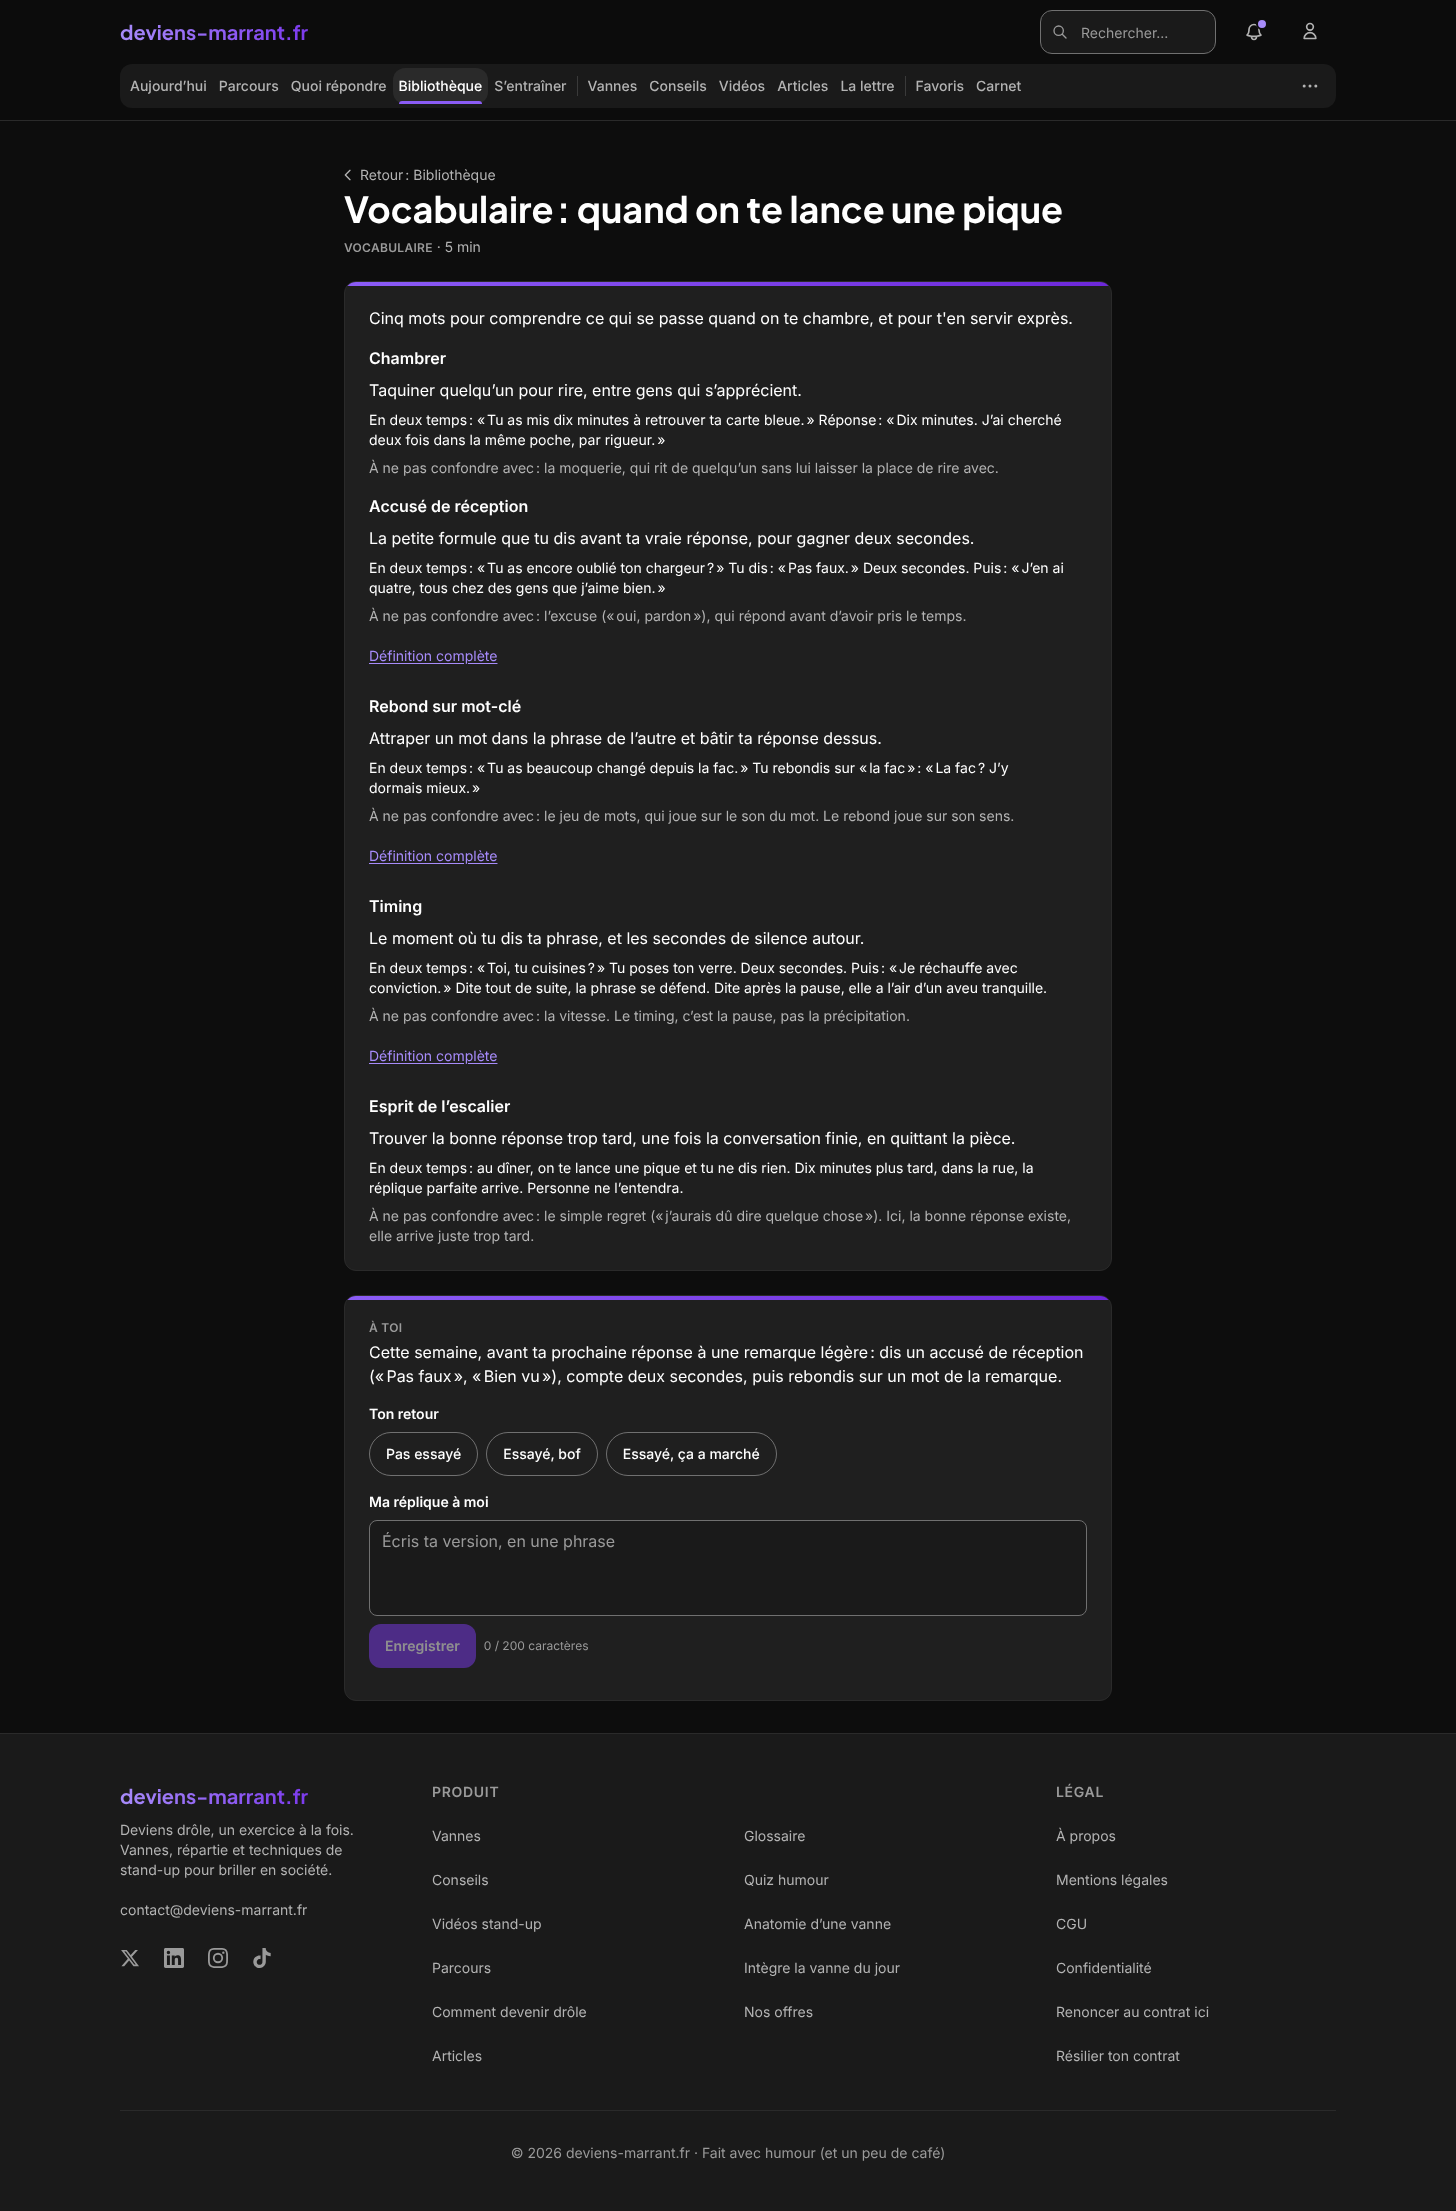 deviens-marrant.fr
Rechercher...
Aujourd’hui Parcours Quoi répondre Bibliothèque S’entraîner Vannes Conseils Vidéos Articles La lettre Favoris Carnet
Retour : Bibliothèque
Vocabulaire : quand on te lance une pique
VOCABULAIRE · 5 min
Cinq mots pour comprendre ce qui se passe quand on te chambre, et pour t'en servir exprès.
Chambrer
Taquiner quelqu’un pour rire, entre gens qui s’apprécient.
En deux temps : « Tu as mis dix minutes à retrouver ta carte bleue. » Réponse : « Dix minutes. J’ai cherché
deux fois dans la même poche, par rigueur. »
À ne pas confondre avec : la moquerie, qui rit de quelqu’un sans lui laisser la place de rire avec.
Accusé de réception
La petite formule que tu dis avant ta vraie réponse, pour gagner deux secondes.
En deux temps : « Tu as encore oublié ton chargeur ? » Tu dis : « Pas faux. » Deux secondes. Puis : « J’en ai
quatre, tous chez des gens que j’aime bien. »
À ne pas confondre avec : l’excuse (« oui, pardon »), qui répond avant d’avoir pris le temps.
Définition complète
Rebond sur mot-clé
Attraper un mot dans la phrase de l’autre et bâtir ta réponse dessus.
En deux temps : « Tu as beaucoup changé depuis la fac. » Tu rebondis sur « la fac » : « La fac ? J’y
dormais mieux. »
À ne pas confondre avec : le jeu de mots, qui joue sur le son du mot. Le rebond joue sur son sens.
Définition complète
Timing
Le moment où tu dis ta phrase, et les secondes de silence autour.
En deux temps : « Toi, tu cuisines ? » Tu poses ton verre. Deux secondes. Puis : « Je réchauffe avec
conviction. » Dite tout de suite, la phrase se défend. Dite après la pause, elle a l’air d’un aveu tranquille.
À ne pas confondre avec : la vitesse. Le timing, c’est la pause, pas la précipitation.
Définition complète
Esprit de l’escalier
Trouver la bonne réponse trop tard, une fois la conversation finie, en quittant la pièce.
En deux temps : au dîner, on te lance une pique et tu ne dis rien. Dix minutes plus tard, dans la rue, la
réplique parfaite arrive. Personne ne l’entendra.
À ne pas confondre avec : le simple regret (« j’aurais dû dire quelque chose »). Ici, la bonne réponse existe,
elle arrive juste trop tard.
À TOI
Cette semaine, avant ta prochaine réponse à une remarque légère : dis un accusé de réception
(« Pas faux », « Bien vu »), compte deux secondes, puis rebondis sur un mot de la remarque.
Ton retour
Pas essayé Essayé, bof Essayé, ça a marché
Ma réplique à moi
Écris ta version, en une phrase
Enregistrer 0 / 200 caractères
deviens-marrant.fr
Deviens drôle, un exercice à la fois.
Vannes, répartie et techniques de
stand-up pour briller en société.
contact@deviens-marrant.fr
PRODUIT
Vannes
Conseils
Vidéos stand-up
Parcours
Comment devenir drôle
Articles
Glossaire
Quiz humour
Anatomie d’une vanne
Intègre la vanne du jour
Nos offres
LÉGAL
À propos
Mentions légales
CGU
Confidentialité
Renoncer au contrat ici
Résilier ton contrat
© 2026 deviens-marrant.fr · Fait avec humour (et un peu de café)